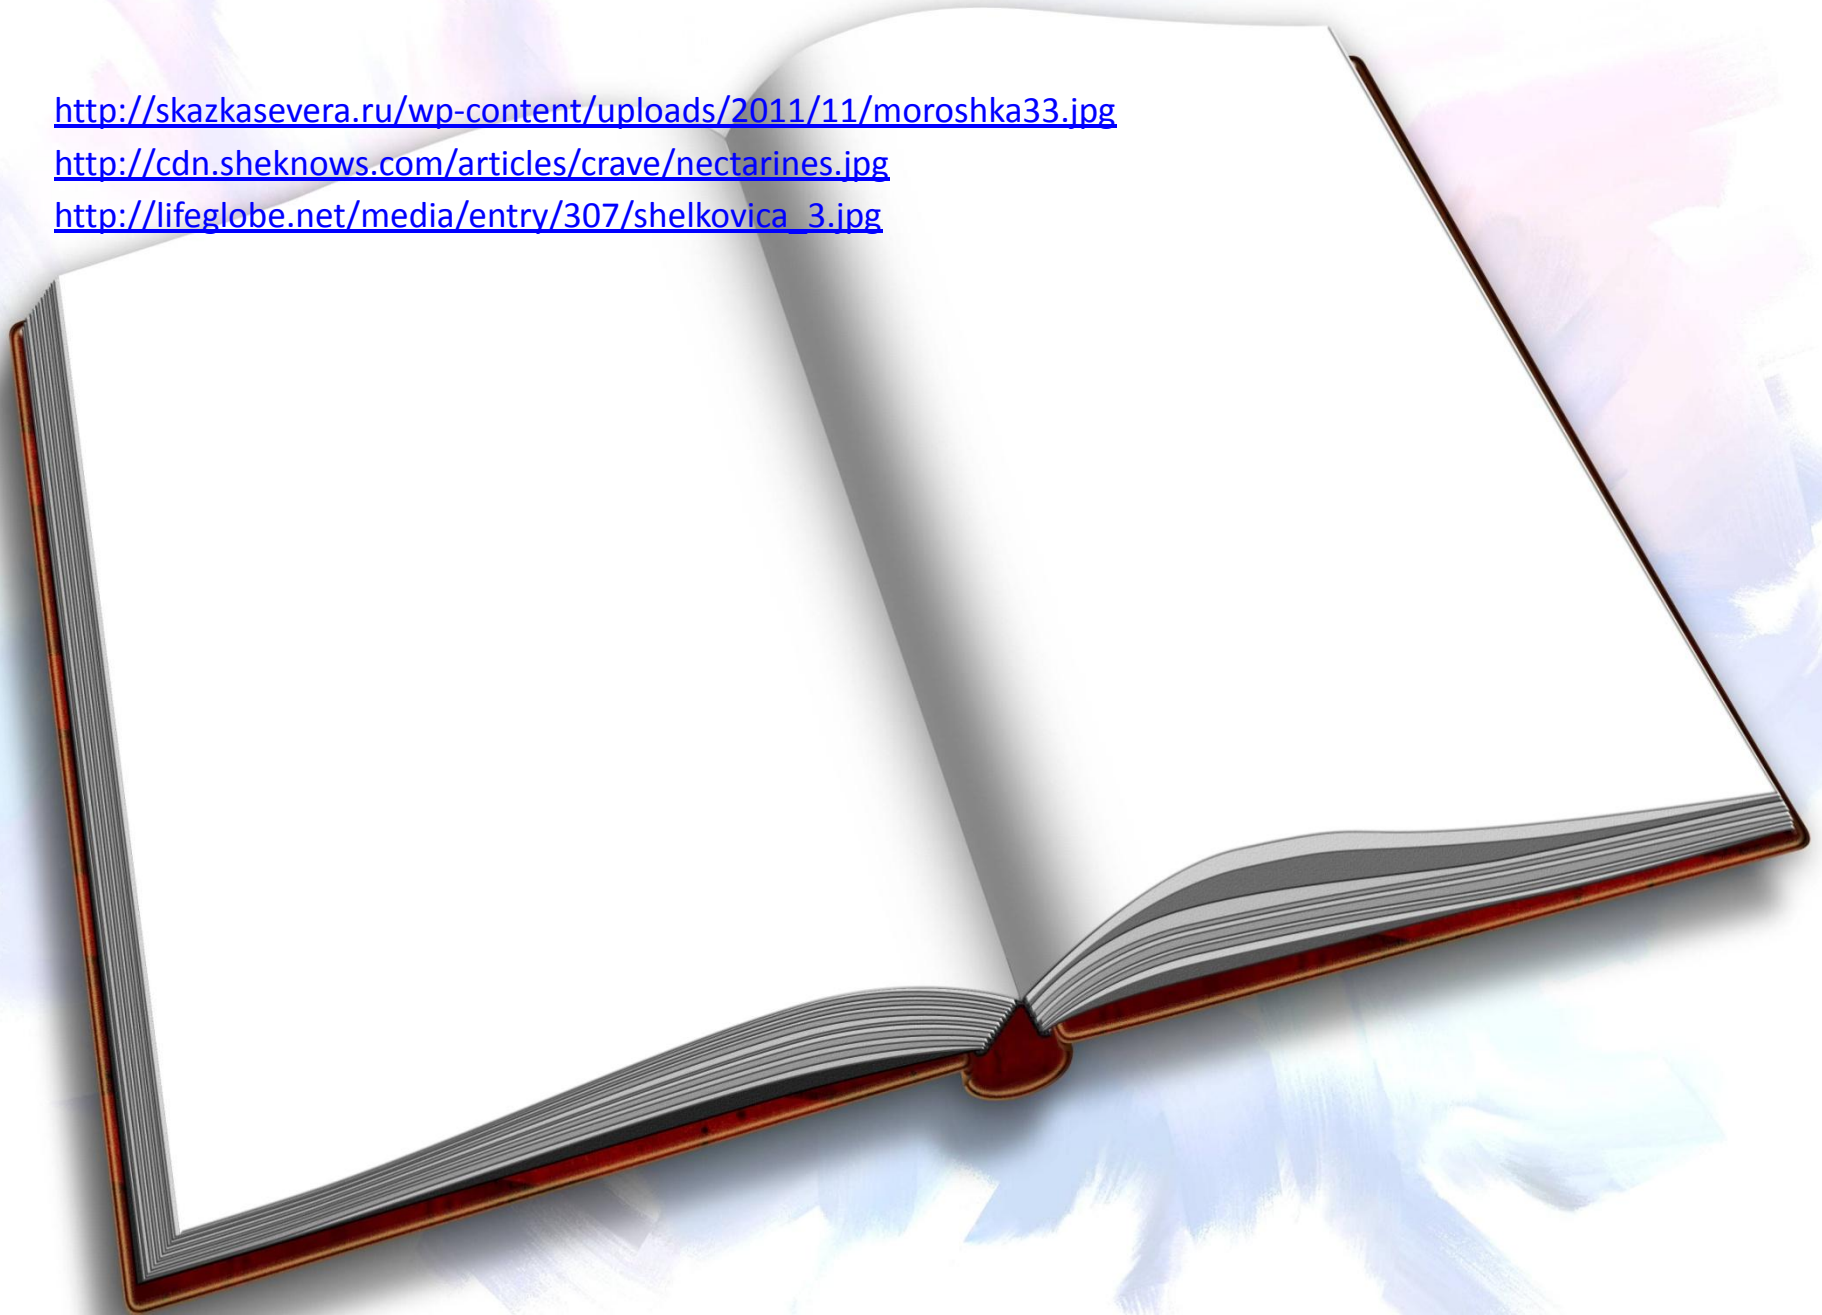 http://skazkasevera.ru/wp-content/uploads/2011/11/moroshka33.jpg
http://cdn.sheknows.com/articles/crave/nectarines.jpg
http://lifeglobe.net/media/entry/307/shelkovica_3.jpg